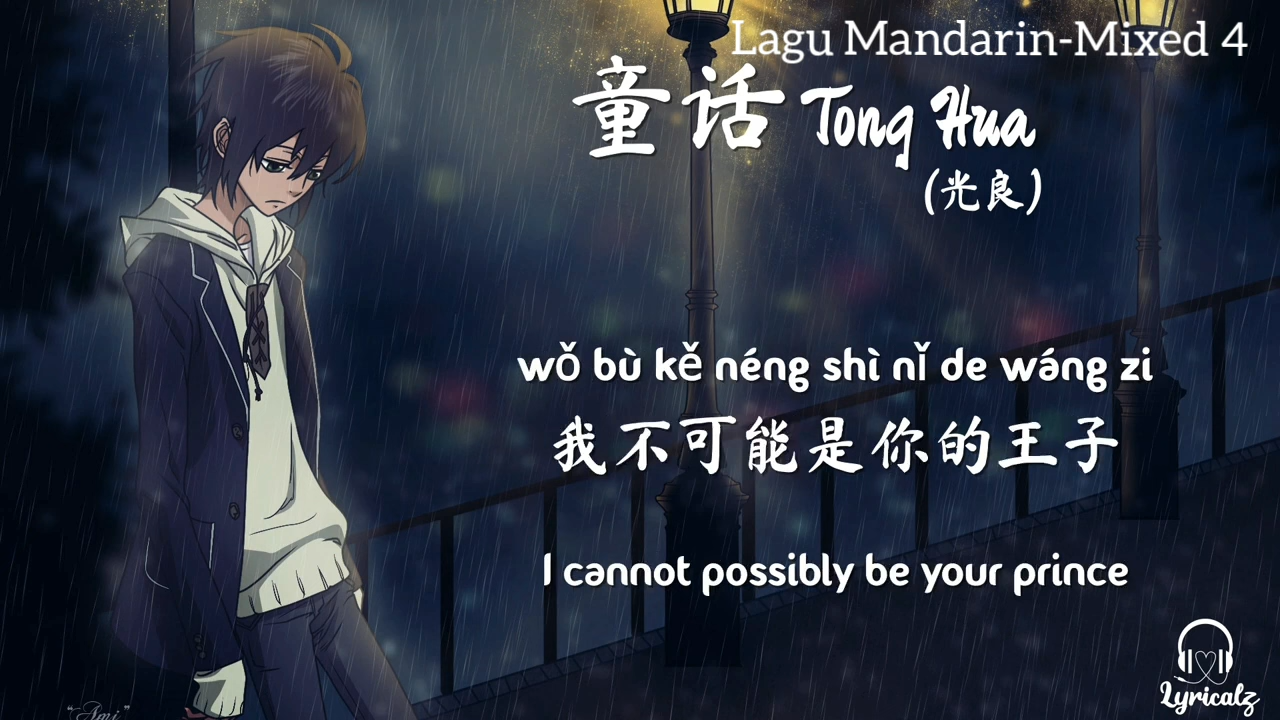 Lagu Mandarin-Mixed 4
童话 Tong Hua
(光良)
wǒ bù kě néng shì nǐ de wáng zi
我不可能是你的王子
I cannot possibly be your prince
Lyricalz
"Ami"